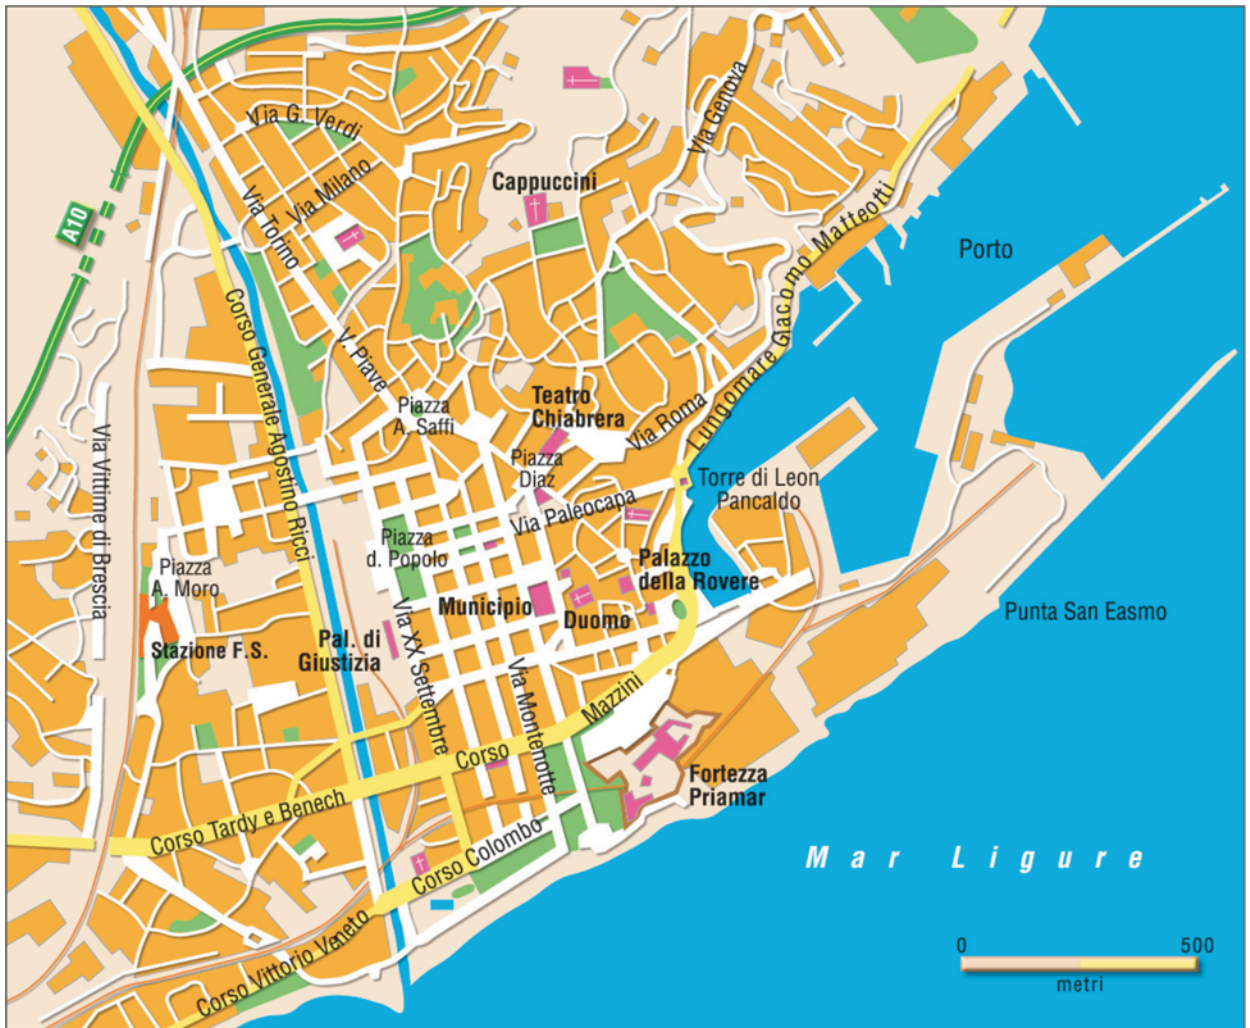 Via G. Verdi
Via Genova
Via Milano
Cappuccini
A10
Via Torino
Lungomare Giacomo Matteotti
Porto
Corso Generale Agostino Ricci
V. Piave
Teatro
Chiabrera
Piazza
A. Saffi
Via Roma
Via Vittime di Brescia
Piazza
Diaz
Torre di Leon
Pancaldo
Via Paleocapa
Piazza
d. Popolo
Piazza
A. Moro
Palazzo
della Rovere
Municipio
Duomo
Punta San Easmo
Stazione F.S.
Pal. di
Giustizia
Via XX Settembre
Via Montenotte
Corso Mazzini
Fortezza
Priamar
Corso Tardy e Benech
Corso Colombo
Mar Ligure
Corso Vittorio Veneto
0 500
metri